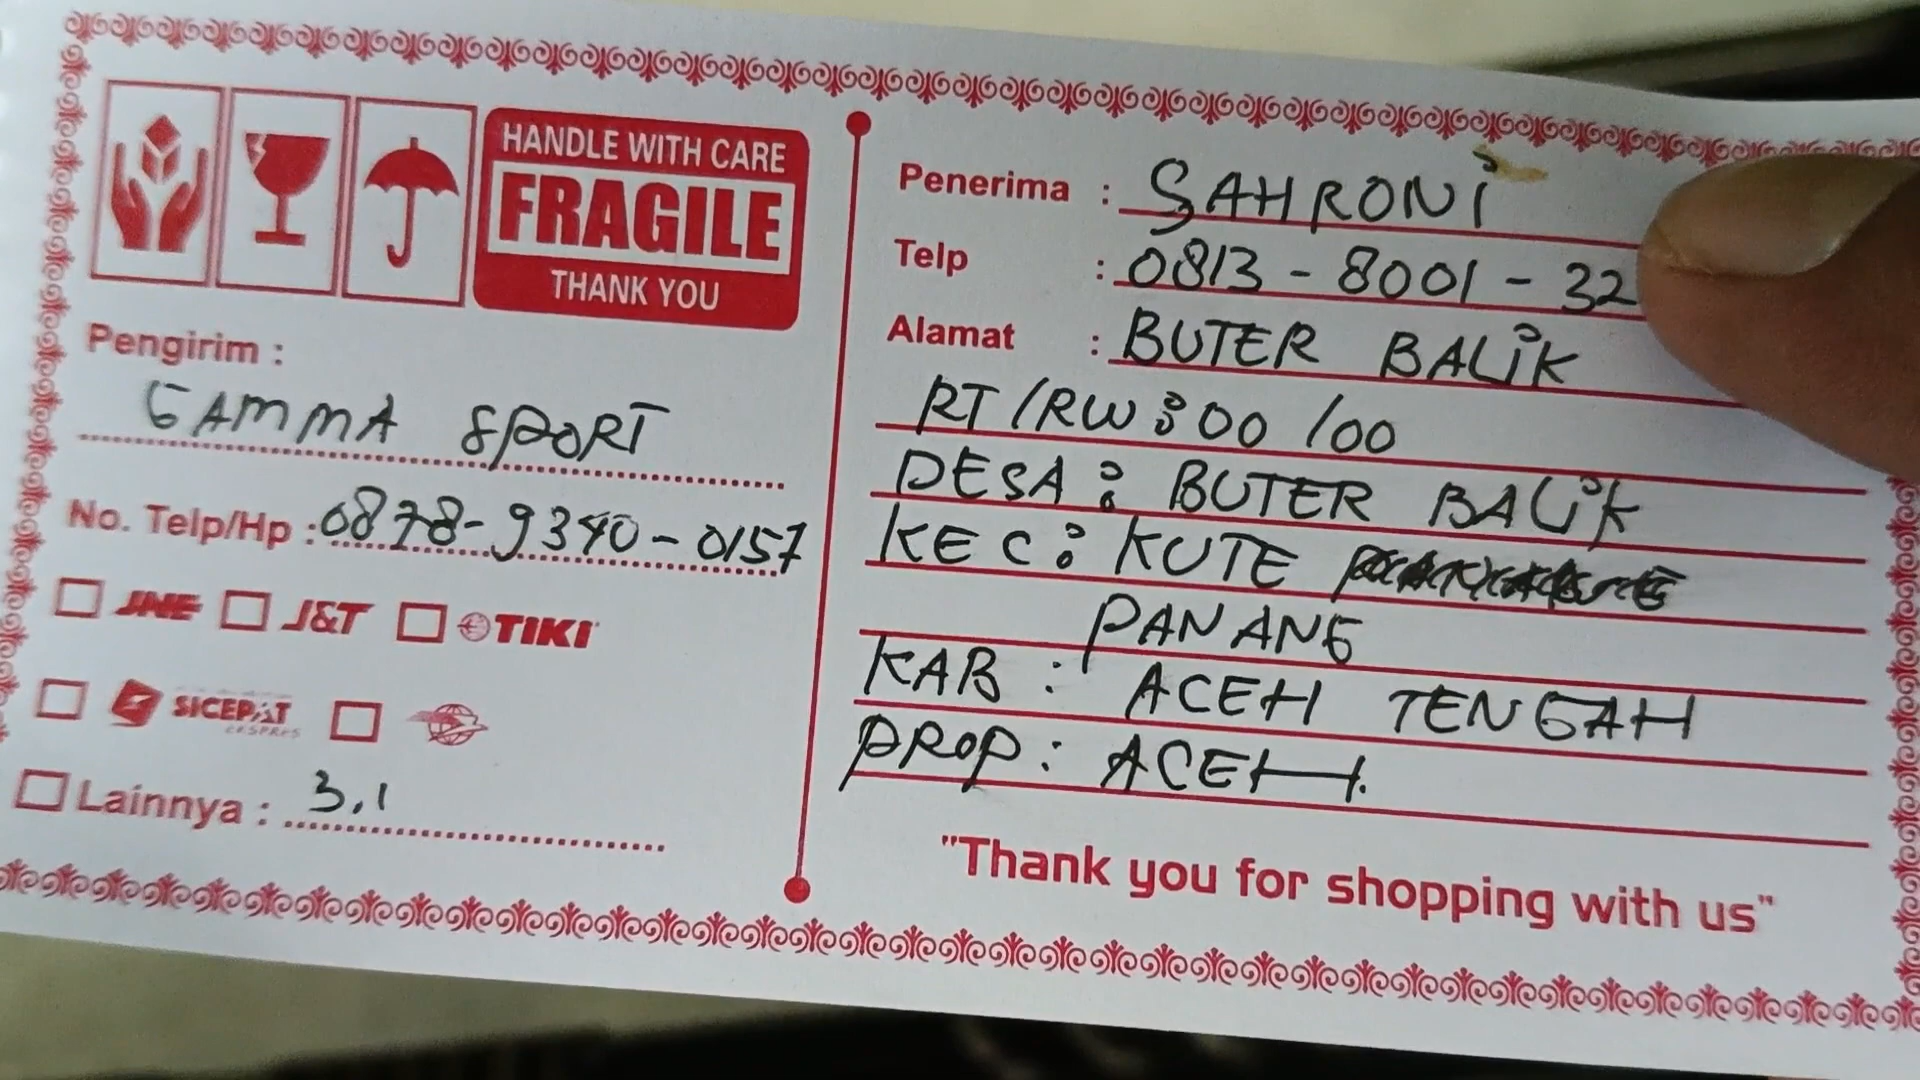 HANDLE WITH CARE
FRAGILE
THANK YOU
Pengirim :
GAMMA SPORT
No. Telp/Hp : 0878-9340-0157
JNE J&T TIKI
SICEPAT EKSPRES
Lainnya : 3,1
Penerima : SAHRONI
Telp : 0813 - 8001 - 32
Alamat : BUTER BALIK
RT/RW : 00/00
DESA : BUTER BALIK
KEC : KUTE
PANANG
KAB : ACEH TENGAH
PROP : ACEH.
"Thank you for shopping with us"